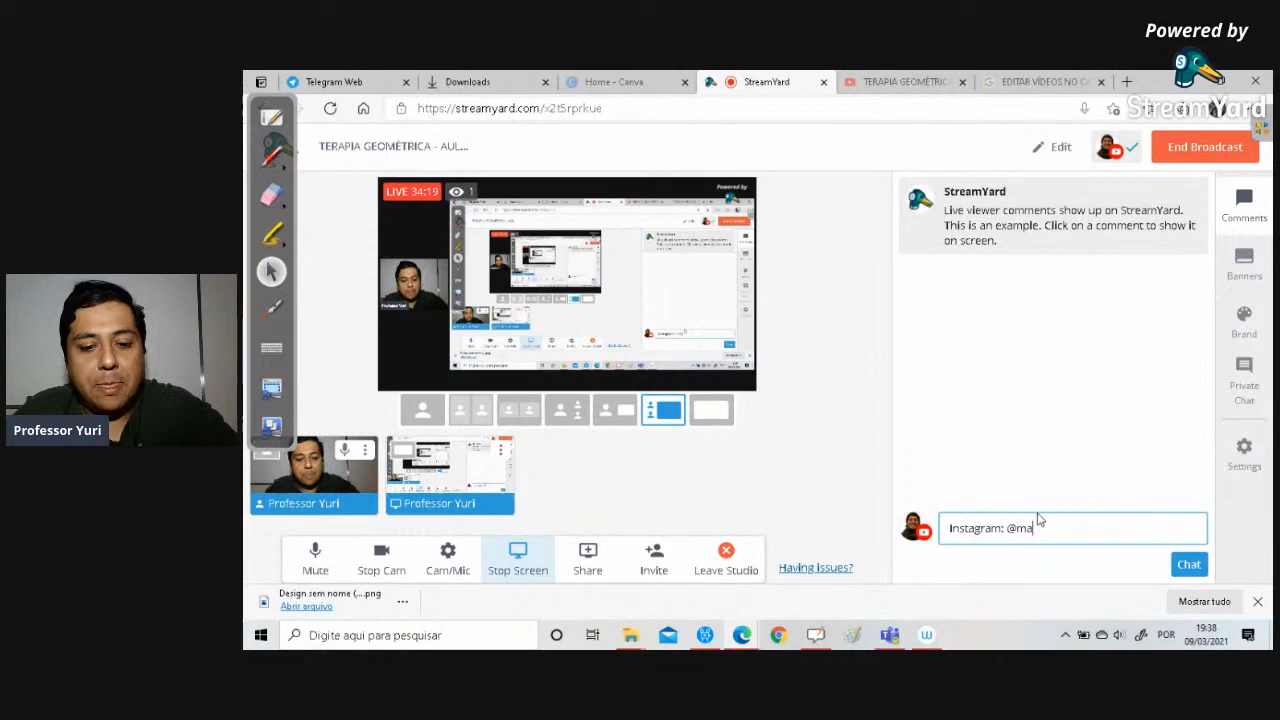 Powered by
StreamYard
Telegram Web
Downloads
Home - Canva
StreamYard
TERAPIA GEOMÉTRIC
EDITAR VÍDEOS NO C
https://streamyard.com/x2t5rprkue
TERAPIA GEOMÉTRICA - AUL...
Edit
End Broadcast
LIVE 34:19
1
Powered by
StreamYard
Live viewer comments show up on StreamYard.
This is an example. Click on a comment to show it
on screen.
Comments
Banners
Brand
Private
Chat
Settings
Professor Yuri
Professor Yuri
Professor Yuri
Instagram: @ma
Chat
Mute
Stop Cam
Cam/Mic
Stop Screen
Share
Invite
Leave Studio
Having issues?
Design sem nome (....png
Abrir arquivo
Mostrar tudo
Digite aqui para pesquisar
POR
19:38
09/03/2021